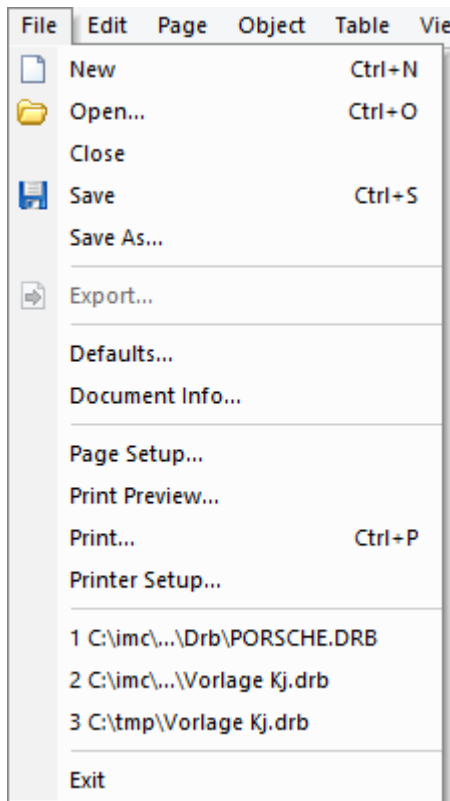 File Edit Page Object Table Vie
New Ctrl+N
Open... Ctrl+O
Close
Save Ctrl+S
Save As...
Export...
Defaults...
Document Info...
Page Setup...
Print Preview...
Print... Ctrl+P
Printer Setup...
1 C:\imc\...\Drb\PORSCHE.DRB
2 C:\imc\...\Vorlage Kj.drb
3 C:\tmp\Vorlage Kj.drb
Exit